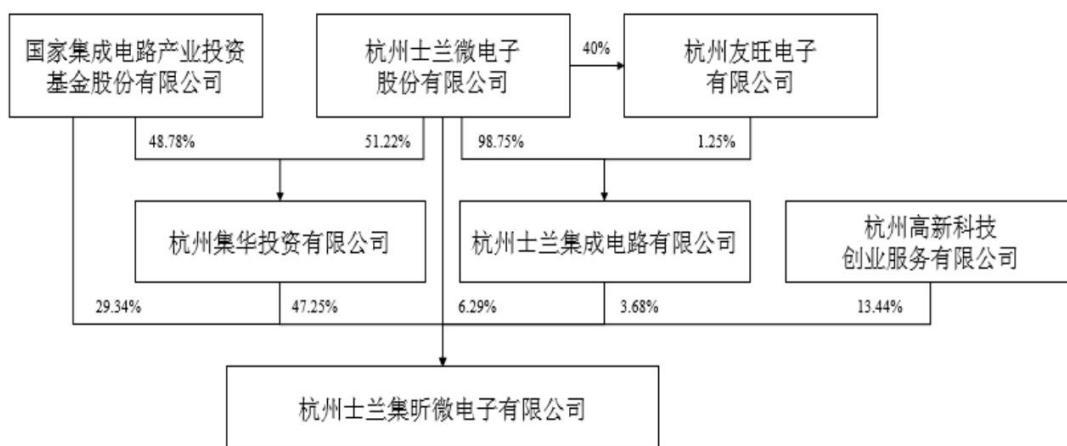 国家集成电路产业投资
基金股份有限公司
杭州士兰微电子
股份有限公司
40%
杭州友旺电子
有限公司
48.78%
51.22%
98.75%
1.25%
杭州集华投资有限公司
杭州士兰集成电路有限公司
杭州高新科技
创业服务有限公司
29.34%
47.25%
6.29%
3.68%
13.44%
杭州士兰集昕微电子有限公司